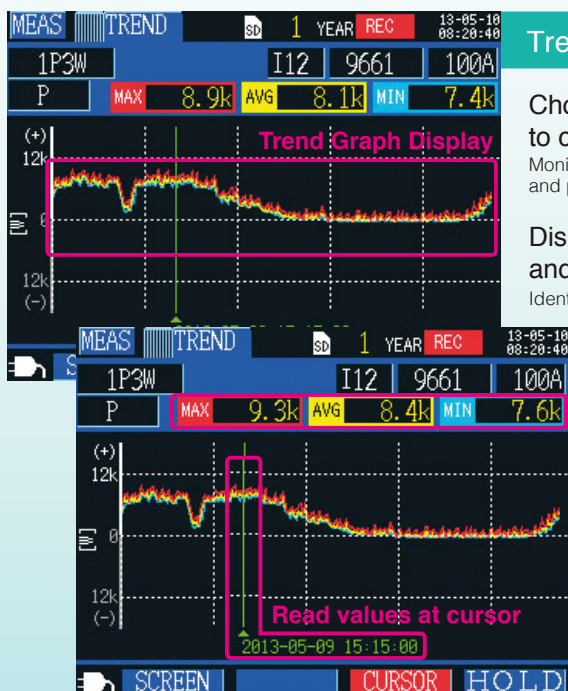 MEAS TREND SD 1 YEAR REC 13-05-10 08:20:40
1P3W I12 9661 100A
P MAX 8.9k AVG 8.1k MIN 7.4k
(+)
12k
Trend Graph Display
[W] 0
12k
(-)
Tre
Cho
to c
Moni
and p
Dis
and
Ident
MEAS TREND SD 1 YEAR REC 13-05-10 08:20:40
1P3W I12 9661 100A
P MAX 9.3k AVG 8.4k MIN 7.6k
(+)
12k
[W] 0
12k
(-)
Read values at cursor
2013-05-09 15:15:00
SCREEN CURSOR HOLD